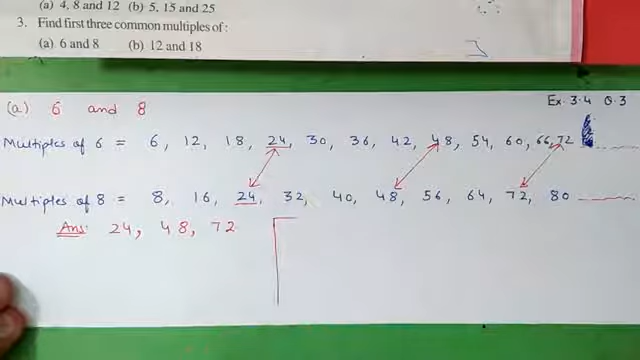 (a) 4, 8 and 12 (b) 5, 15 and 25
3. Find first three common multiples of :
(a) 6 and 8 (b) 12 and 18
Ex. 3.4 Q.3
(a) 6 and 8
Multiples of 6 = 6, 12, 18, 24, 30, 36, 42, 48, 54, 60, 66, 72
Multiples of 8 = 8, 16, 24, 32, 40, 48, 56, 64, 72, 80
Ans: 24, 48, 72